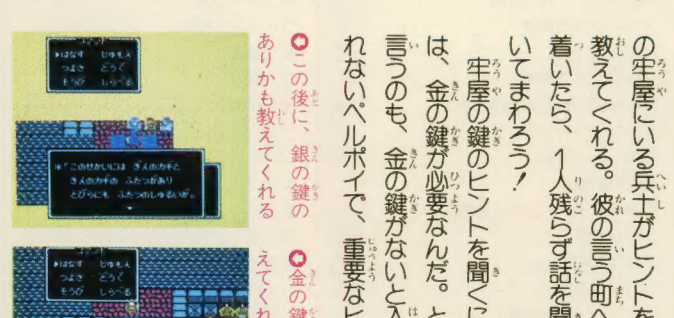 の牢屋にいる兵士がヒントを
教えてくれる。彼の言う町へ
着いたら、1人残らず話を聞
いてまわろう!
牢屋の鍵のヒントを聞くに
は、金の鍵が必要なんだ。と
言うのも、金の鍵がないと入
れないペルポイで、重要なヒ
この後に、銀の鍵の
ありかも教えてくれる
金の鍵
えてくれ
はなす じゅもん
つよさ どうぐ
そうび しらべる
*「このせかいには きんのカギと
ぎんのカギの ふたつがあり
とびらにも ふたつのしゅるいが。
はなす じゅもん
つよさ どうぐ
そうび しらべる